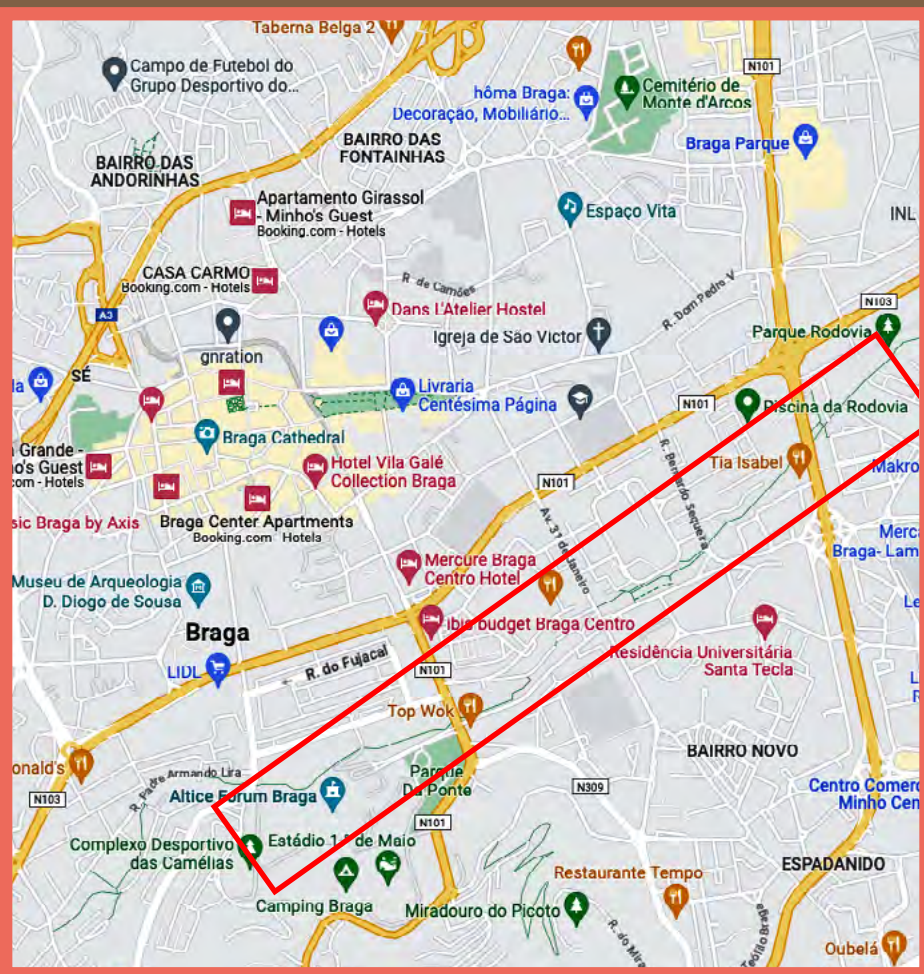 Taberna Belga 2
Campo de Futebol do
Grupo Desportivo do...
N101
hôma Braga:
Decoração, Mobiliário...
Cemitério de
Monte d'Arcos
BAIRRO DAS
FONTAINHAS
Braga Parque
BAIRRO DAS
ANDORINHAS
Apartamento Girassol
- Minho's Guest
Booking.com - Hotels
Espaço Vita
INL
CASA CARMO
Booking.com - Hotels
R. de Camões
R. Dom Pedro V
N103
A3
Dans L'Atelier Hostel
Igreja de São Victor
Parque Rodovia
gnration
SÉ
Livraria
Centésima Página
N101
Piscina da Rodovia
Braga Cathedral
Grande -
o's Guest
com - Hotels
Hotel Vila Galé
Collection Braga
R. Bernardo Sequeira
Tia Isabel
Makro
N101
sic Braga by Axis
Braga Center Apartments
Booking.com Hotels
Av. 31 de Janeiro
Merca
Braga- Lam
Mercure Braga
Centro Hotel
Museu de Arqueologia
D. Diogo de Sousa
Le
Braga
ibis budget Braga Centro
Residência Universitária
Santa Tecla
LIDL
R. do Fujacal
N101
Top Wok
BAIRRO NOVO
onald's
R. Padre Armando Lira
Parque
Da Ponte
N309
Centro Comerc
Minho Cen
N103
Altice Forum Braga
N101
Complexo Desportivo
das Camélias
Estádio 1º de Maio
ESPADANIDO
Restaurante Tempo
Camping Braga
Miradouro do Picoto
R. do Mira
Teófilo Braga
Oubelá